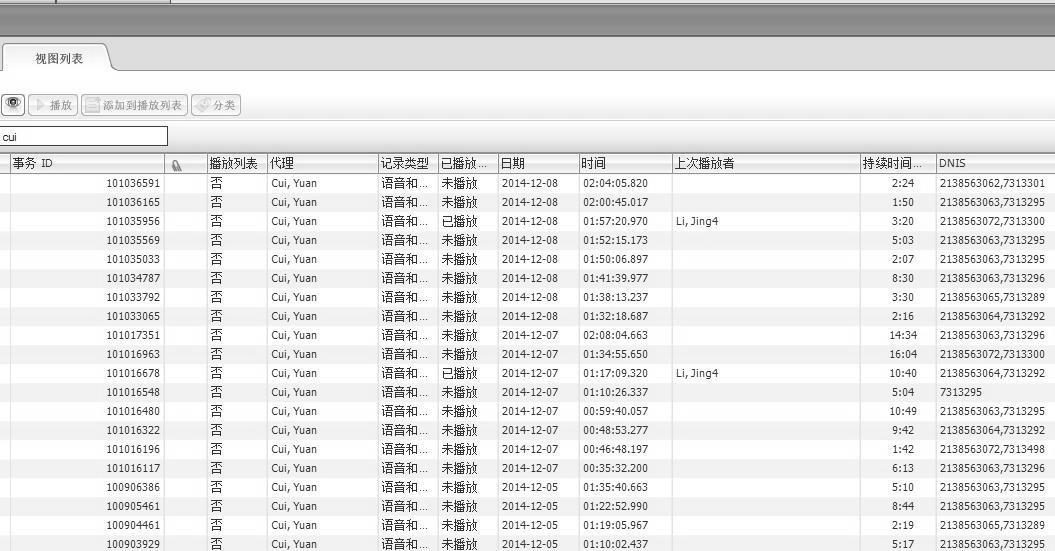 视图列表
播放 添加到播放列表 分类
cui
事务 ID 播放列表 代理 记录类型 已播放... 日期 时间 上次播放者 持续时间... DNIS
101036591 否 Cui, Yuan 语音和... 未播放 2014-12-08 02:04:05.820 2:24 2138563062,7313301
101036165 否 Cui, Yuan 语音和... 未播放 2014-12-08 02:00:45.017 1:50 2138563063,7313295
101035956 否 Cui, Yuan 语音和... 已播放 2014-12-08 01:57:20.970 Li, Jing4 3:20 2138563072,7313300
101035569 否 Cui, Yuan 语音和... 未播放 2014-12-08 01:52:15.173 5:03 2138563063,7313295
101035033 否 Cui, Yuan 语音和... 未播放 2014-12-08 01:50:06.897 2:07 2138563063,7313295
101034787 否 Cui, Yuan 语音和... 未播放 2014-12-08 01:41:39.977 8:30 2138563063,7313296
101033792 否 Cui, Yuan 语音和... 未播放 2014-12-08 01:38:13.237 3:30 2138563065,7313289
101033065 否 Cui, Yuan 语音和... 未播放 2014-12-08 01:32:18.687 2:16 2138563064,7313292
101017351 否 Cui, Yuan 语音和... 未播放 2014-12-07 02:08:04.663 14:34 2138563063,7313296
101016963 否 Cui, Yuan 语音和... 未播放 2014-12-07 01:34:55.650 16:04 2138563072,7313300
101016678 否 Cui, Yuan 语音和... 已播放 2014-12-07 01:17:09.320 Li, Jing4 10:40 2138563064,7313292
101016548 否 Cui, Yuan 语音和... 未播放 2014-12-07 01:10:26.337 5:04 7313295
101016480 否 Cui, Yuan 语音和... 未播放 2014-12-07 00:59:40.057 10:49 2138563063,7313295
101016322 否 Cui, Yuan 语音和... 未播放 2014-12-07 00:48:53.277 9:42 2138563064,7313292
101016196 否 Cui, Yuan 语音和... 未播放 2014-12-07 00:46:48.197 1:42 2138563072,7313498
101016117 否 Cui, Yuan 语音和... 未播放 2014-12-07 00:35:32.200 6:13 2138563063,7313296
100906386 否 Cui, Yuan 语音和... 未播放 2014-12-05 01:35:40.663 5:10 2138563063,7313295
100905461 否 Cui, Yuan 语音和... 未播放 2014-12-05 01:22:52.990 8:44 2138563063,7313295
100904461 否 Cui, Yuan 语音和... 未播放 2014-12-05 01:19:05.967 2:19 2138563065,7313289
100903929 否 Cui, Yuan 语音和... 未播放 2014-12-05 01:10:02.437 5:17 2138563063,7313295